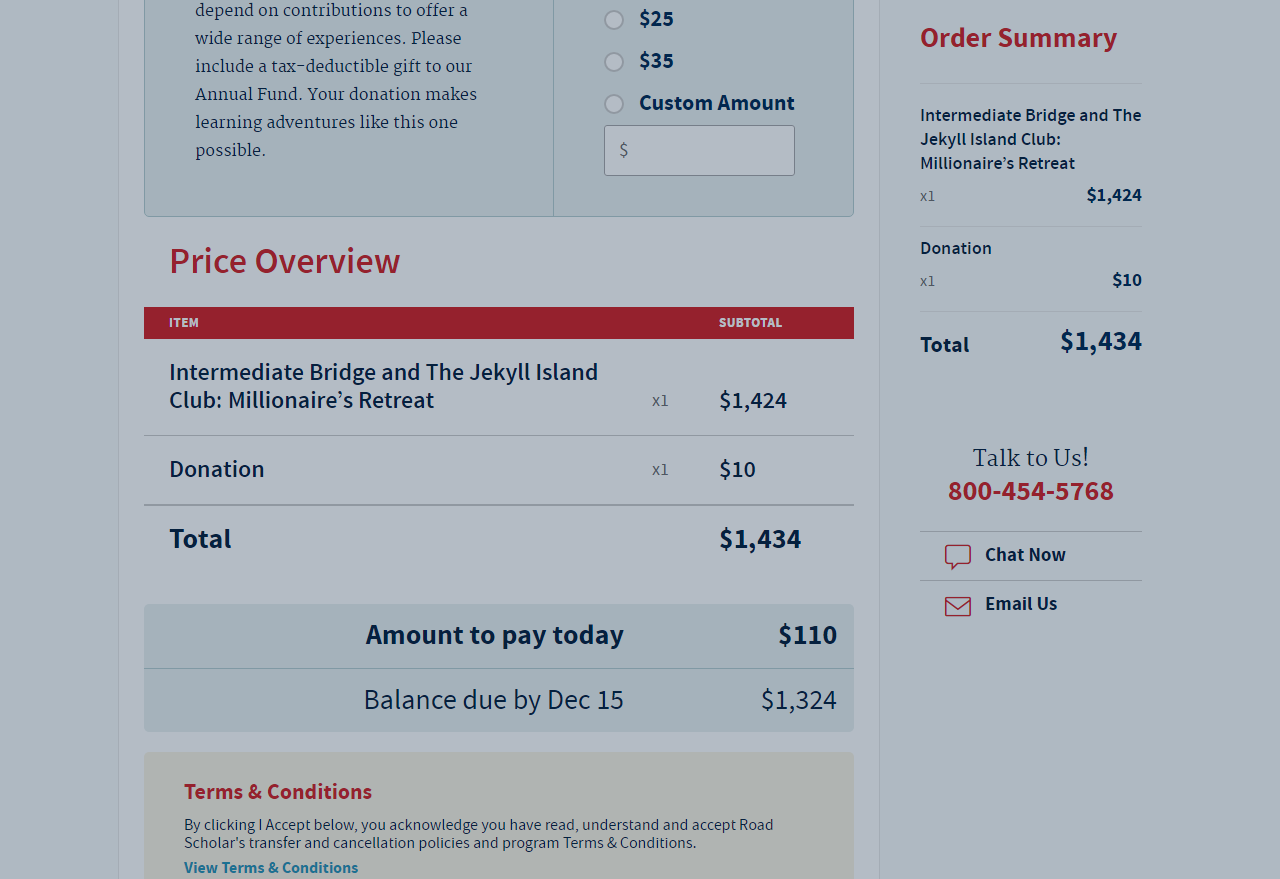 depend on contributions to offer a
wide range of experiences. Please
include a tax-deductible gift to our
Annual Fund. Your donation makes
learning adventures like this one
possible.
$25
$35
Custom Amount
$
Price Overview
ITEM SUBTOTAL
Intermediate Bridge and The Jekyll Island
Club: Millionaire’s Retreat x1 $1,424
Donation x1 $10
Total $1,434
Amount to pay today $110
Balance due by Dec 15 $1,324
Terms & Conditions
By clicking I Accept below, you acknowledge you have read, understand and accept Road
Scholar's transfer and cancellation policies and program Terms & Conditions.
View Terms & Conditions
Order Summary
Intermediate Bridge and The
Jekyll Island Club:
Millionaire’s Retreat
x1 $1,424
Donation
x1 $10
Total $1,434
Talk to Us!
800-454-5768
Chat Now
Email Us